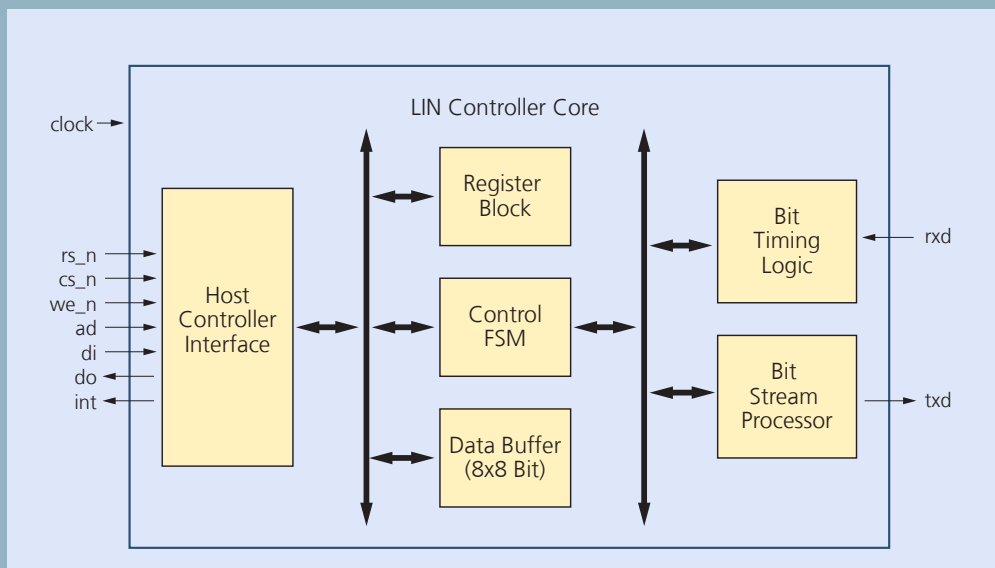 LIN Controller Core
clock
rs_n
cs_n
we_n
ad
di
do
int
Host
Controller
Interface
Register
Block
Control
FSM
Data Buffer
(8x8 Bit)
Bit
Timing
Logic
Bit
Stream
Processor
rxd
txd